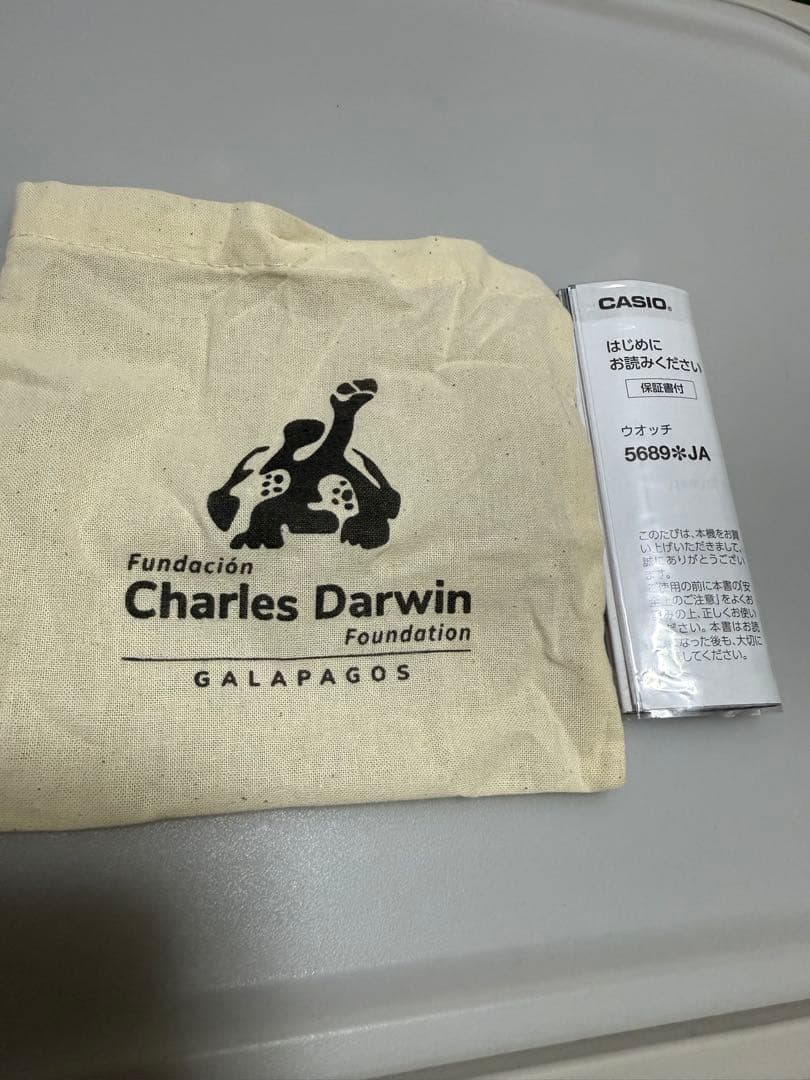 Fundación
Charles Darwin
Foundation
GALAPAGOS
CASIO®
はじめに
お読みください
保証書付
ウオッチ
5689✽JA
このたびは、本機をお買
い上げいただきまして、
誠にありがとうござい
ます。
使用の前に本書の「安
のご注意」をよくお
の上、正しくお使い
ださい。本書はお読
なった後も、大切に
してください。